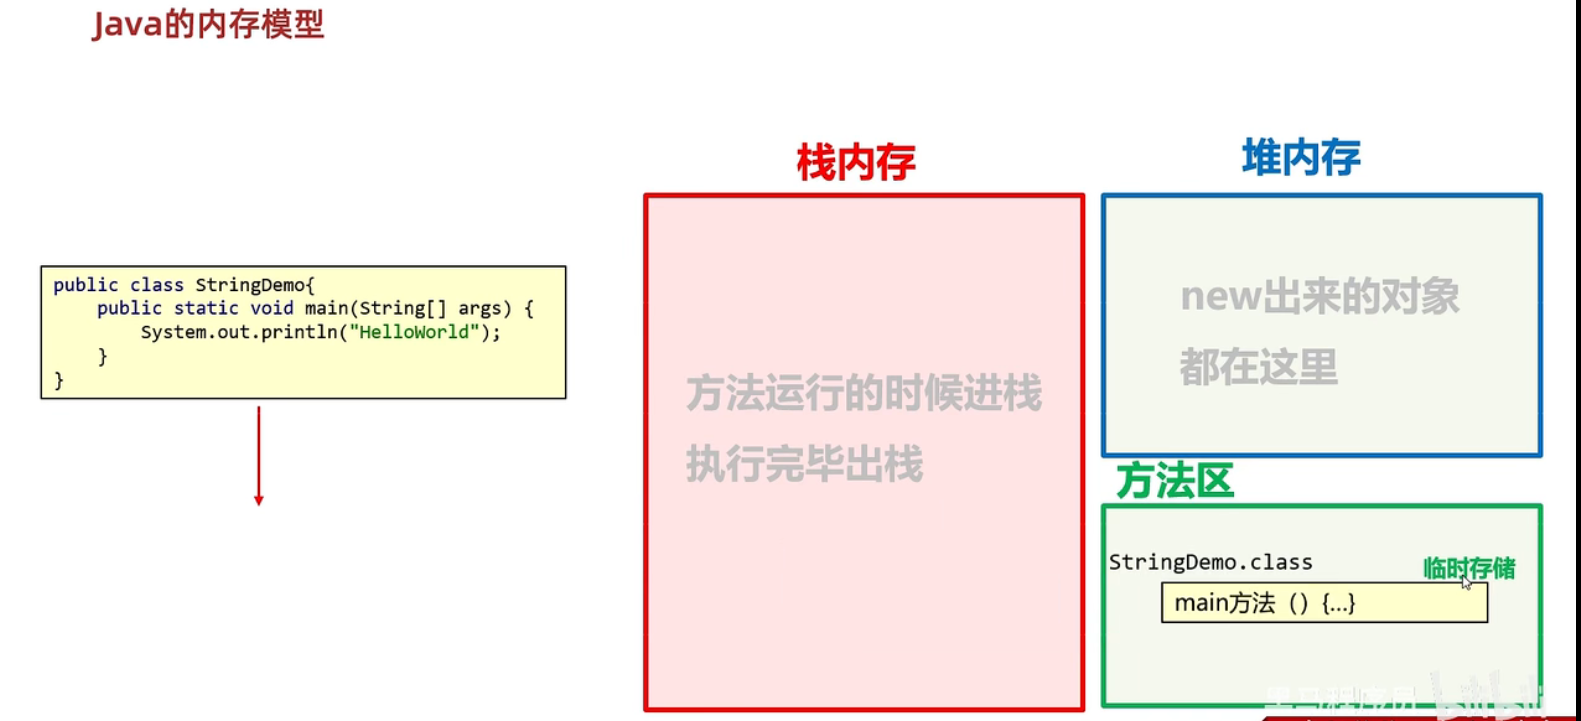 Java的内存模型
栈内存
堆内存
public class StringDemo{
public static void main(String[] args) {
System.out.println("HelloWorld");
}
}
方法运行的时候进栈
执行完毕出栈
new出来的对象
都在这里
方法区
StringDemo.class
临时存储
main方法（）{...}
bilibili